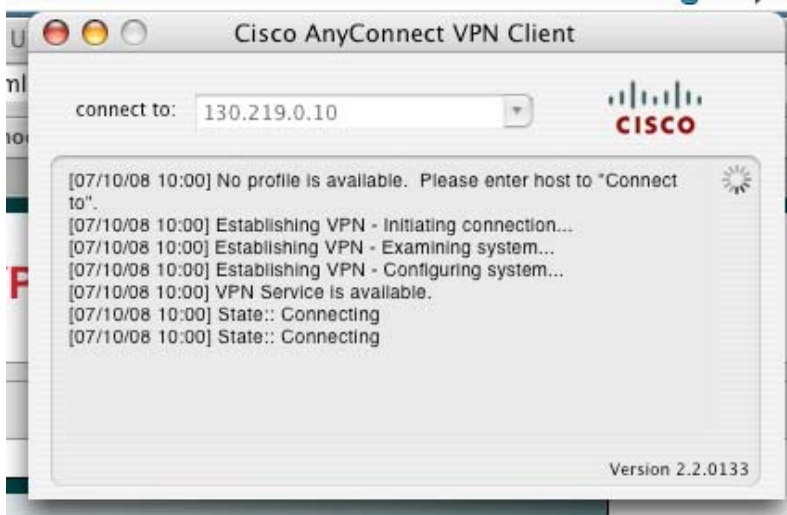 Cisco AnyConnect VPN Client
connect to:
130.219.0.10
CISCO
[07/10/08 10:00] No profile is available. Please enter host to "Connect
to".
[07/10/08 10:00] Establishing VPN - Initiating connection...
[07/10/08 10:00] Establishing VPN - Examining system...
[07/10/08 10:00] Establishing VPN - Configuring system...
[07/10/08 10:00] VPN Service is available.
[07/10/08 10:00] State:: Connecting
[07/10/08 10:00] State:: Connecting
Version 2.2.0133